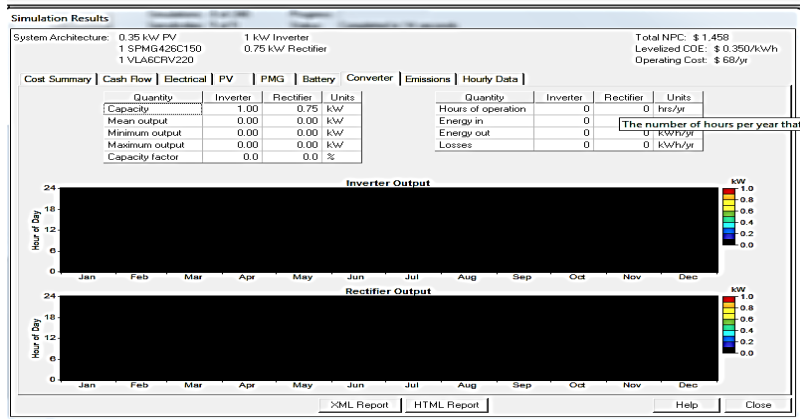 Simulation Results
System Architecture: 0.35 kW PV 1 kW Inverter Total NPC: $ 1,458
1 SPMG426C150 0.75 kW Rectifier Levelized COE: $ 0.350/kWh
1 VLA6CRV220 Operating Cost: $ 68/yr
Cost Summary Cash Flow Electrical PV PMG Battery Converter Emissions Hourly Data
Quantity Inverter Rectifier Units Quantity Inverter Rectifier Units
Capacity 1.00 0.75 kW Hours of operation 0 0 hrs/yr
Mean output 0.00 0.00 kW Energy in 0
The number of hours per year that
Minimum output 0.00 0.00 kW Energy out 0 0 kWh/yr
Maximum output 0.00 0.00 kW Losses 0 0 kWh/yr
Capacity factor 0.0 0.0 %
Inverter Output
kW
24
18
12
6
0
Hour of Day
1.0
0.8
0.6
0.4
0.2
0.0
Jan Feb Mar Apr May Jun Jul Aug Sep Oct Nov Dec
Rectifier Output
kW
24
18
12
6
0
Hour of Day
1.0
0.8
0.6
0.4
0.2
0.0
Jan Feb Mar Apr May Jun Jul Aug Sep Oct Nov Dec
XML Report HTML Report Help Close